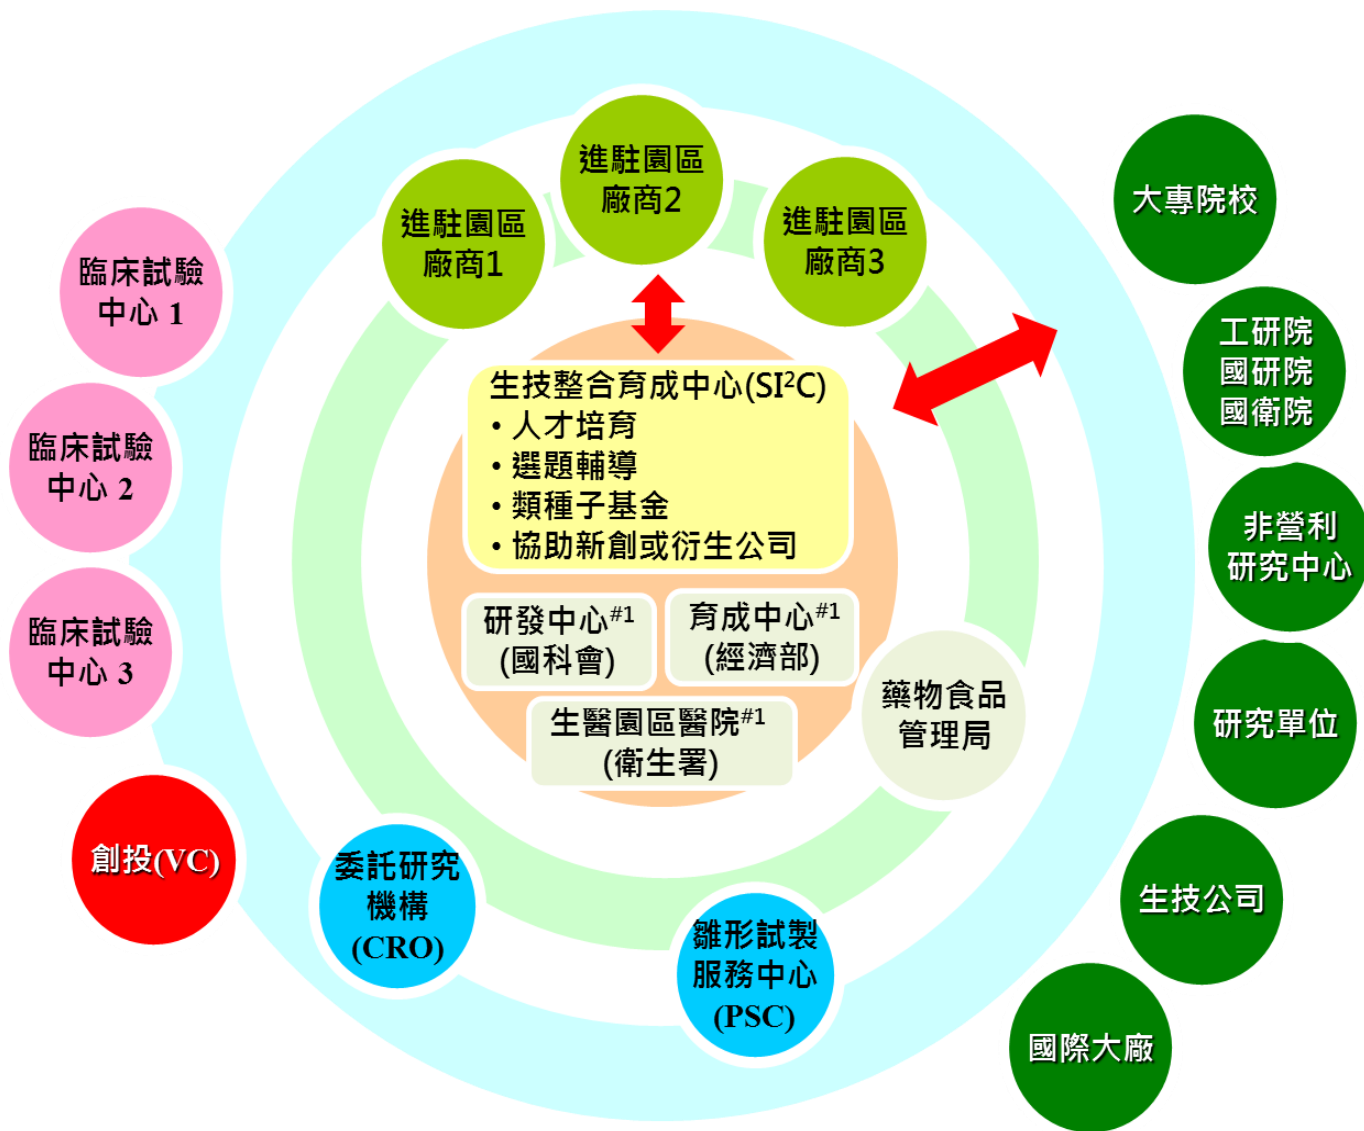 進駐園區
廠商1
進駐園區
廠商2
進駐園區
廠商3
大專院校
工研院
國研院
國衛院
非營利
研究中心
研究單位
生技公司
國際大廠
臨床試驗
中心 1
臨床試驗
中心 2
臨床試驗
中心 3
創投(VC)
生技整合育成中心(SI²C)
• 人才培育
• 選題輔導
• 類種子基金
• 協助新創或衍生公司
研發中心#1
(國科會)
育成中心#1
(經濟部)
生醫園區醫院#1
(衛生署)
藥物食品
管理局
委託研究
機構
(CRO)
雛形試製
服務中心
(PSC)